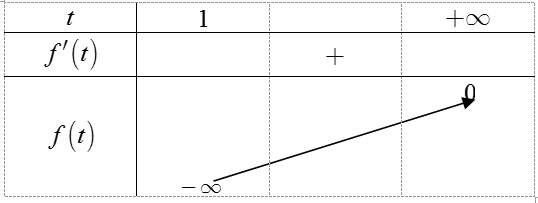 t 1 +∞
f′(t) +
0
f(t)
−∞